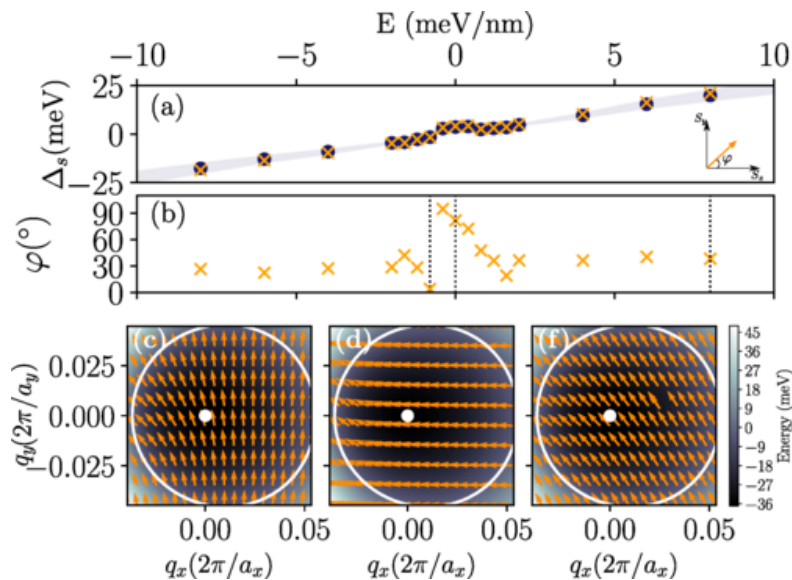 E (meV/nm)
−10 −5 0 5 10
Δs(meV)
25
0
−25
(a)
φ
φ(°)
90
60
30
0
(b)
qy(2π/ay)
0.025
0.000
−0.025
(c) (d) (f)
0.00 0.05 0.00 0.05 0.00 0.05
qx(2π/ax) qx(2π/ax) qx(2π/ax)
45
36
27
18
9
0
−9
−18
−27
−36
Energy (meV)